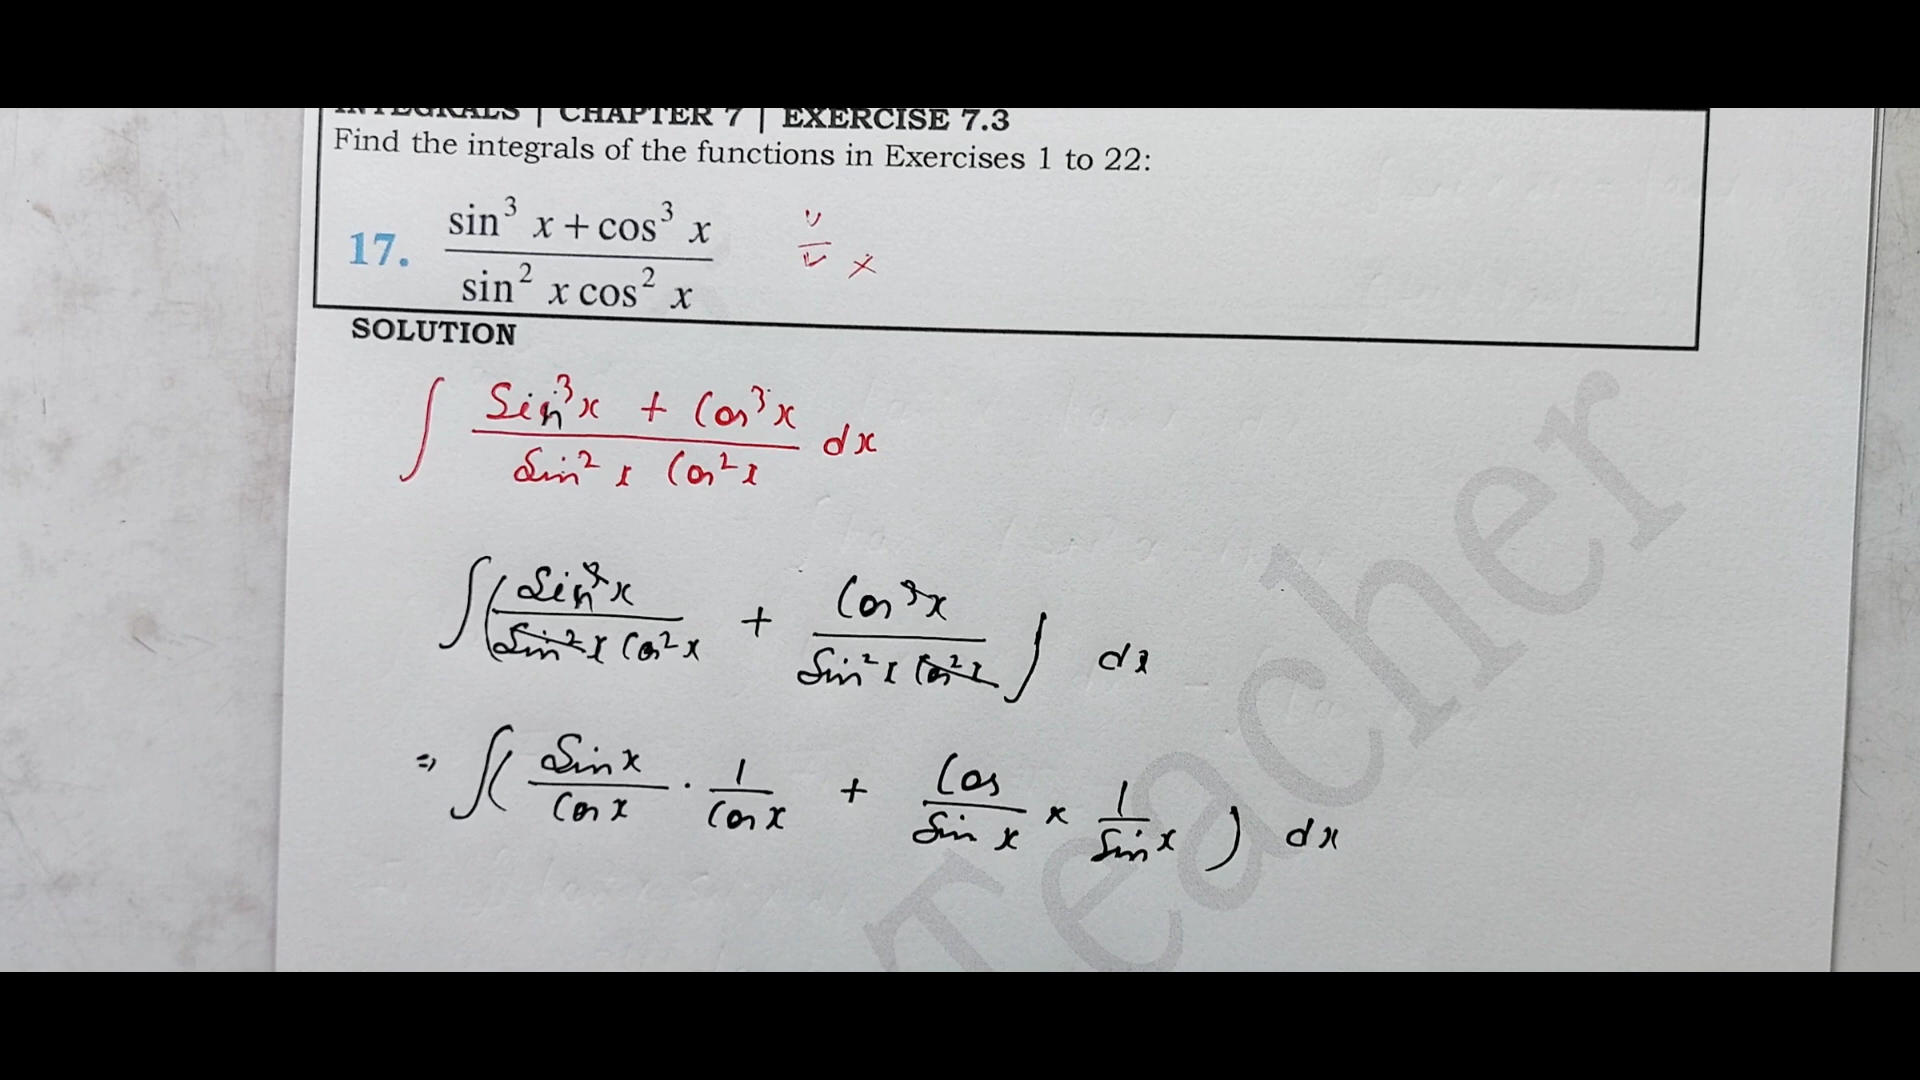 INTEGRALS | CHAPTER 7 | EXERCISE 7.3
Find the integrals of the functions in Exercises 1 to 22:
17. (sin³ x + cos³ x) / (sin² x cos² x)
u/v ×
SOLUTION
∫ (Sin³x + Cos³x) / (Sin²x Cos²x) dx
∫( Sin³x / (Sin²x Cos²x) + Cos³x / (Sin²x Cos²x) ) dx
⇒ ∫( Sinx / Cosx · 1 / Cosx + Cos / Sin x × 1 / Sin x ) dx
Teacher